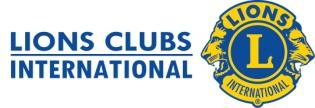 LIONS CLUBS
INTERNATIONAL
LIONS
L
INTERNATIONAL
®